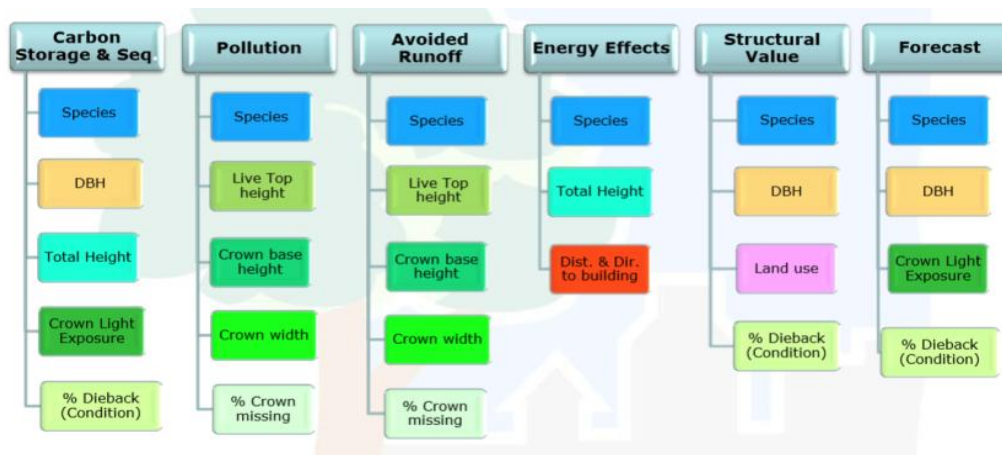 Carbon
Storage & Seq.
Species
DBH
Total Height
Crown Light
Exposure
% Dieback
(Condition)
Pollution
Species
Live Top
height
Crown base
height
Crown width
% Crown
missing
Avoided
Runoff
Species
Live Top
height
Crown base
height
Crown width
% Crown
missing
Energy Effects
Species
Total Height
Dist. & Dir.
to building
Structural
Value
Species
DBH
Land use
% Dieback
(Condition)
Forecast
Species
DBH
Crown Light
Exposure
% Dieback
(Condition)